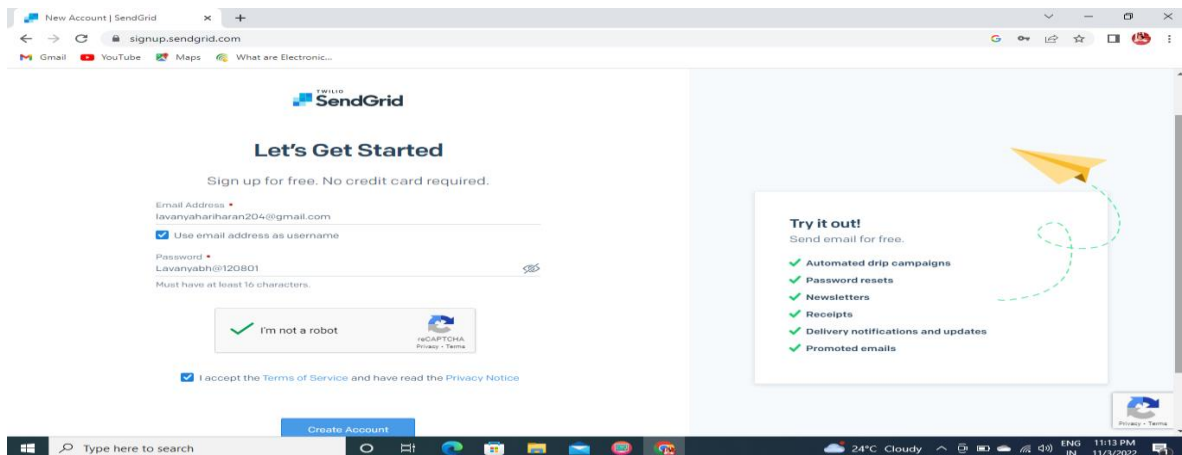 New Account | SendGrid
signup.sendgrid.com
Gmail YouTube Maps What are Electronic...
TWILIO
SendGrid
Let's Get Started
Sign up for free. No credit card required.
Email Address •
lavanyahariharan204@gmail.com
Use email address as username
Password •
Lavanyabh@120801
Must have at least 16 characters.
I'm not a robot
reCAPTCHA
Privacy - Terms
I accept the Terms of Service and have read the Privacy Notice
Create Account
Try it out!
Send email for free.
Automated drip campaigns
Password resets
Newsletters
Receipts
Delivery notifications and updates
Promoted emails
Privacy - Terms
Type here to search
24°C Cloudy
ENG
IN
11:13 PM
11/3/2022